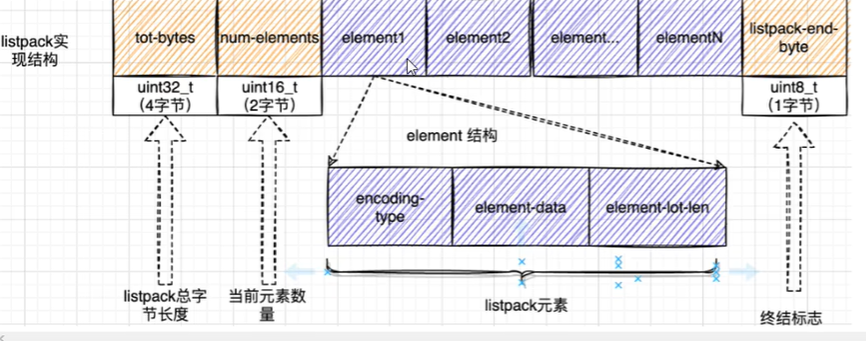 listpack实
现结构
tot-bytes
num-elements
element1
element2
element...
elementN
listpack-end-
byte
uint32_t
（4字节）
uint16_t
（2字节）
uint8_t
（1字节）
element 结构
encoding-
type
element-data
element-lot-len
listpack总字
节长度
当前元素数
量
listpack元素
终结标志